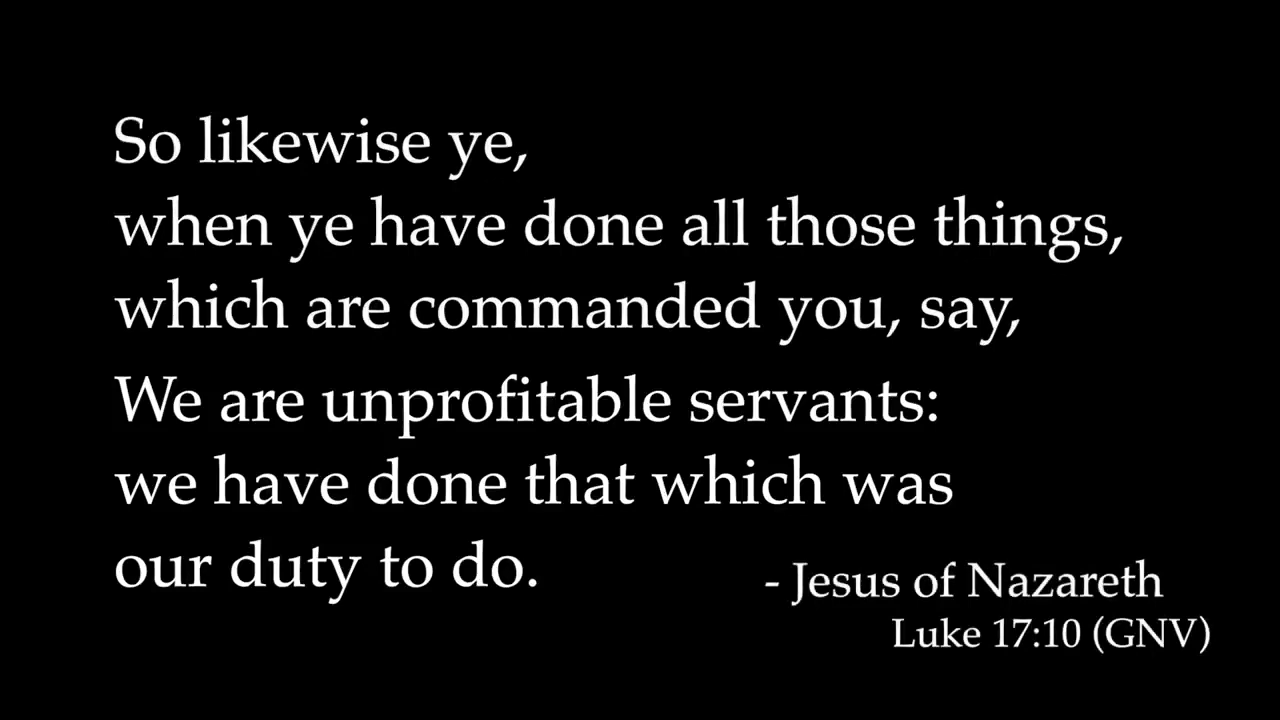 So likewise ye,
when ye have done all those things,
which are commanded you, say,
We are unprofitable servants:
we have done that which was
our duty to do.
- Jesus of Nazareth
Luke 17:10 (GNV)